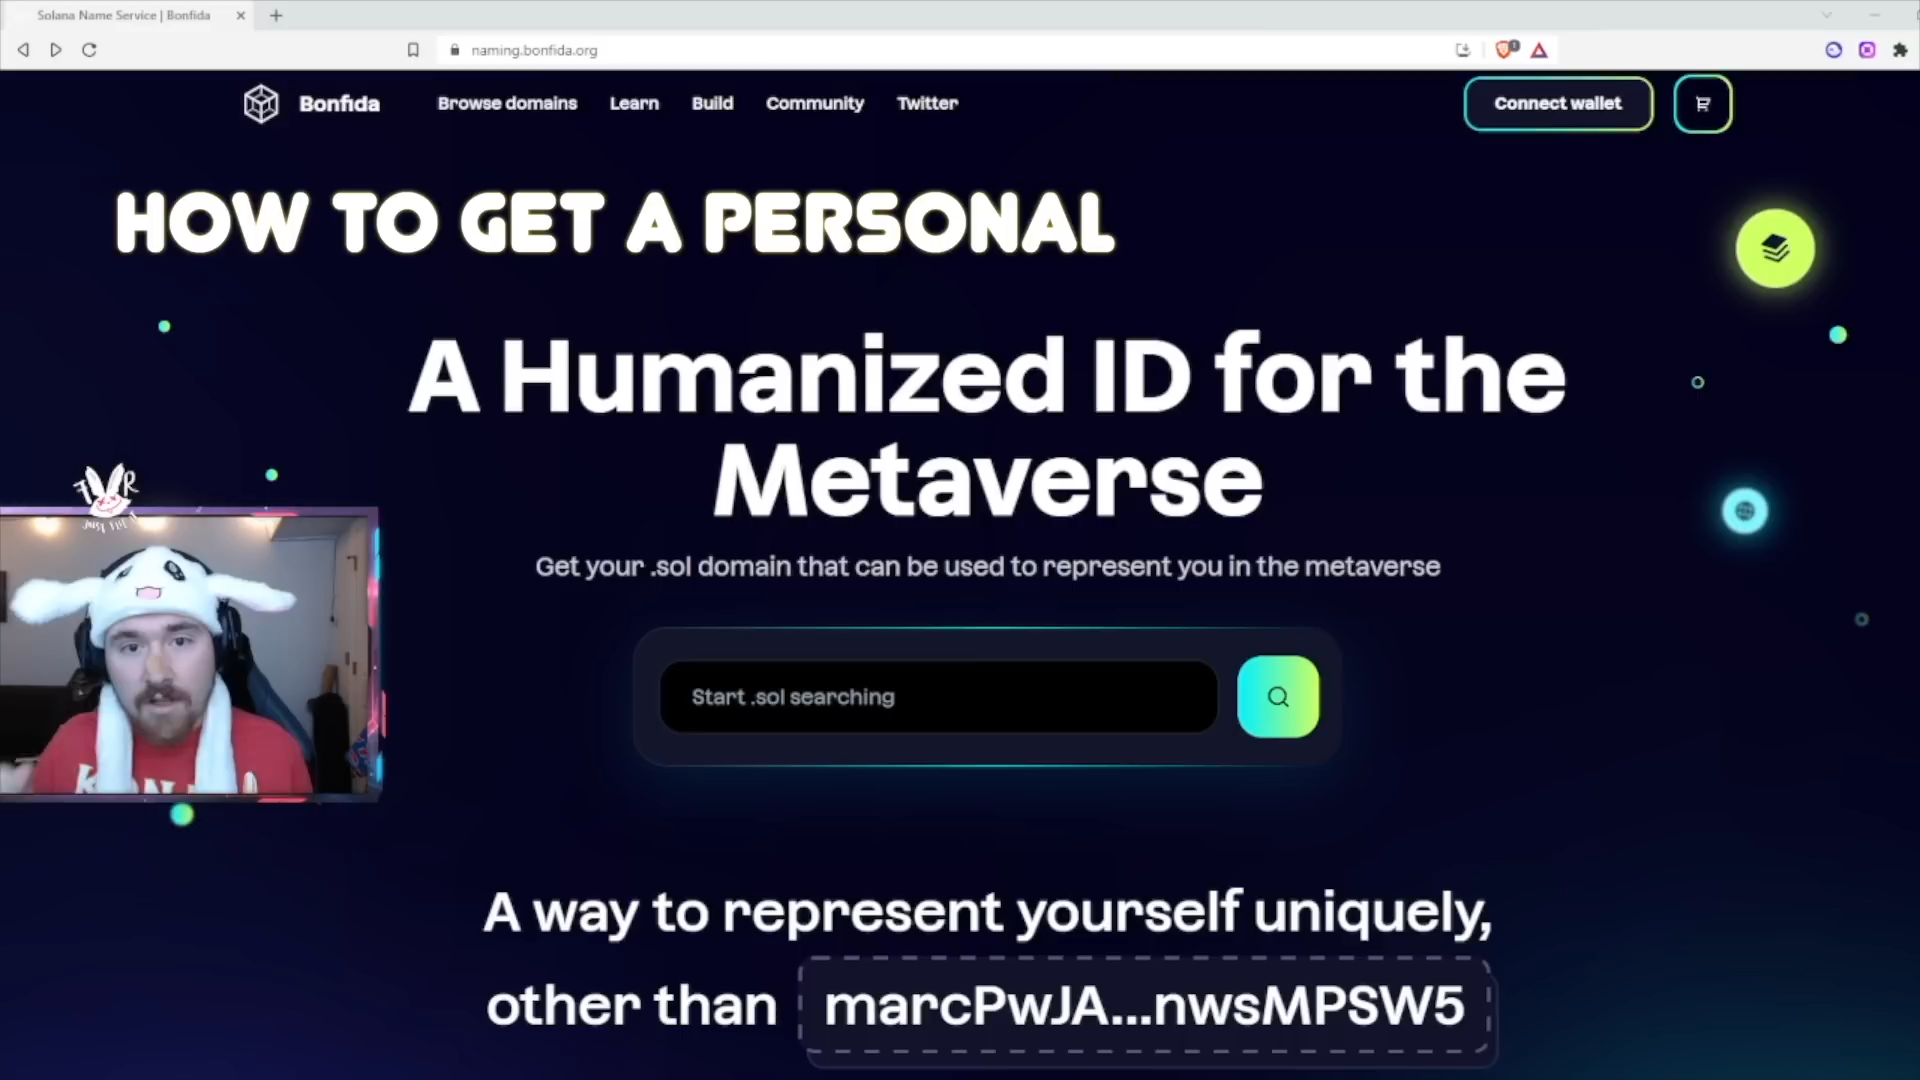 Solana Name Service | Bonfida
naming.bonfida.org
1
Bonfida
Browse domains
Learn
Build
Community
Twitter
Connect wallet
HOW TO GET A PERSONAL
A Humanized ID for the
Metaverse
Get your .sol domain that can be used to represent you in the metaverse
Start .sol searching
A way to represent yourself uniquely,
other than marcPwJA...nwsMPSW5